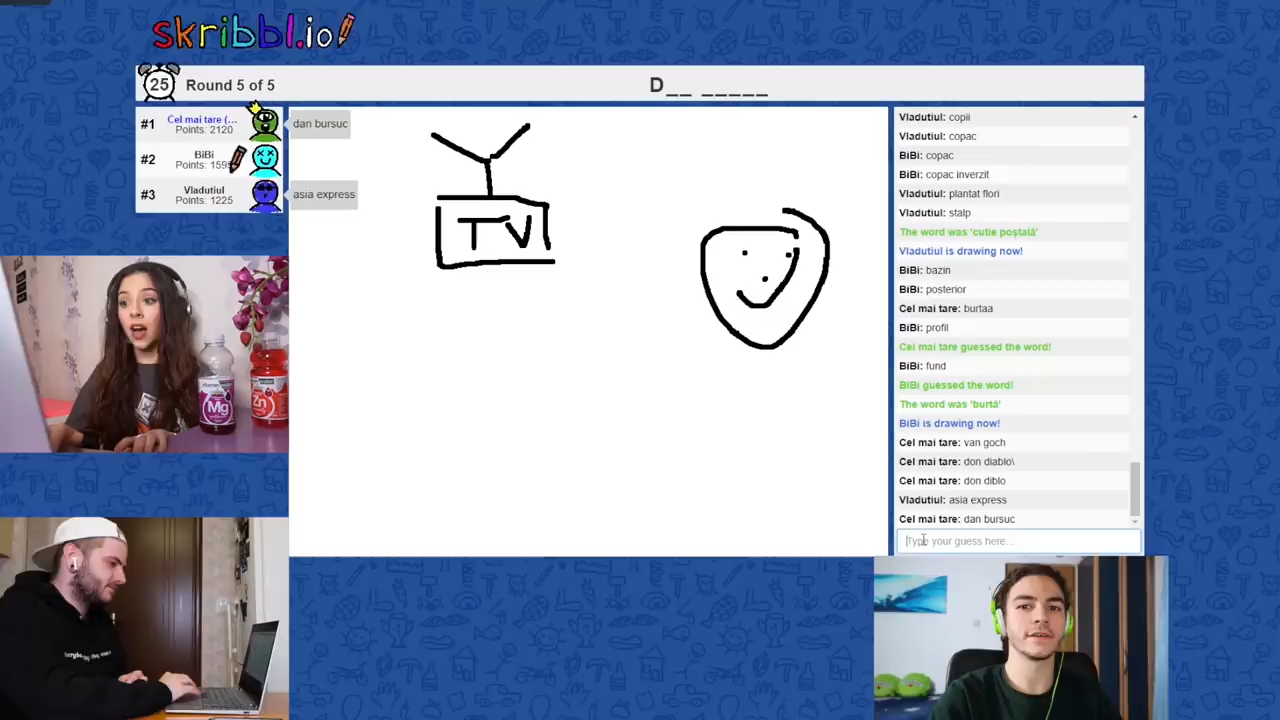 skribbl.io
25
Round 5 of 5
D__ _____
#1
Cel mai tare (...
Points: 2120
dan bursuc
#2
BiBi
Points: 159
#3
Vladutiul
Points: 1225
asia express
TV
Vladutiul: copii
Vladutiul: copac
BiBi: copac
BiBi: copac inverzit
Vladutiul: plantat flori
Vladutiul: stalp
The word was 'cutie poștală'
Vladutiul is drawing now!
BiBi: bazin
BiBi: posterior
Cel mai tare: burtaa
BiBi: profil
Cel mai tare guessed the word!
BiBi: fund
BiBi guessed the word!
The word was 'burtă'
BiBi is drawing now!
Cel mai tare: van goch
Cel mai tare: don diablo\
Cel mai tare: don diblo
Vladutiul: asia express
Cel mai tare: dan bursuc
Type your guess here...
Mg
Zn